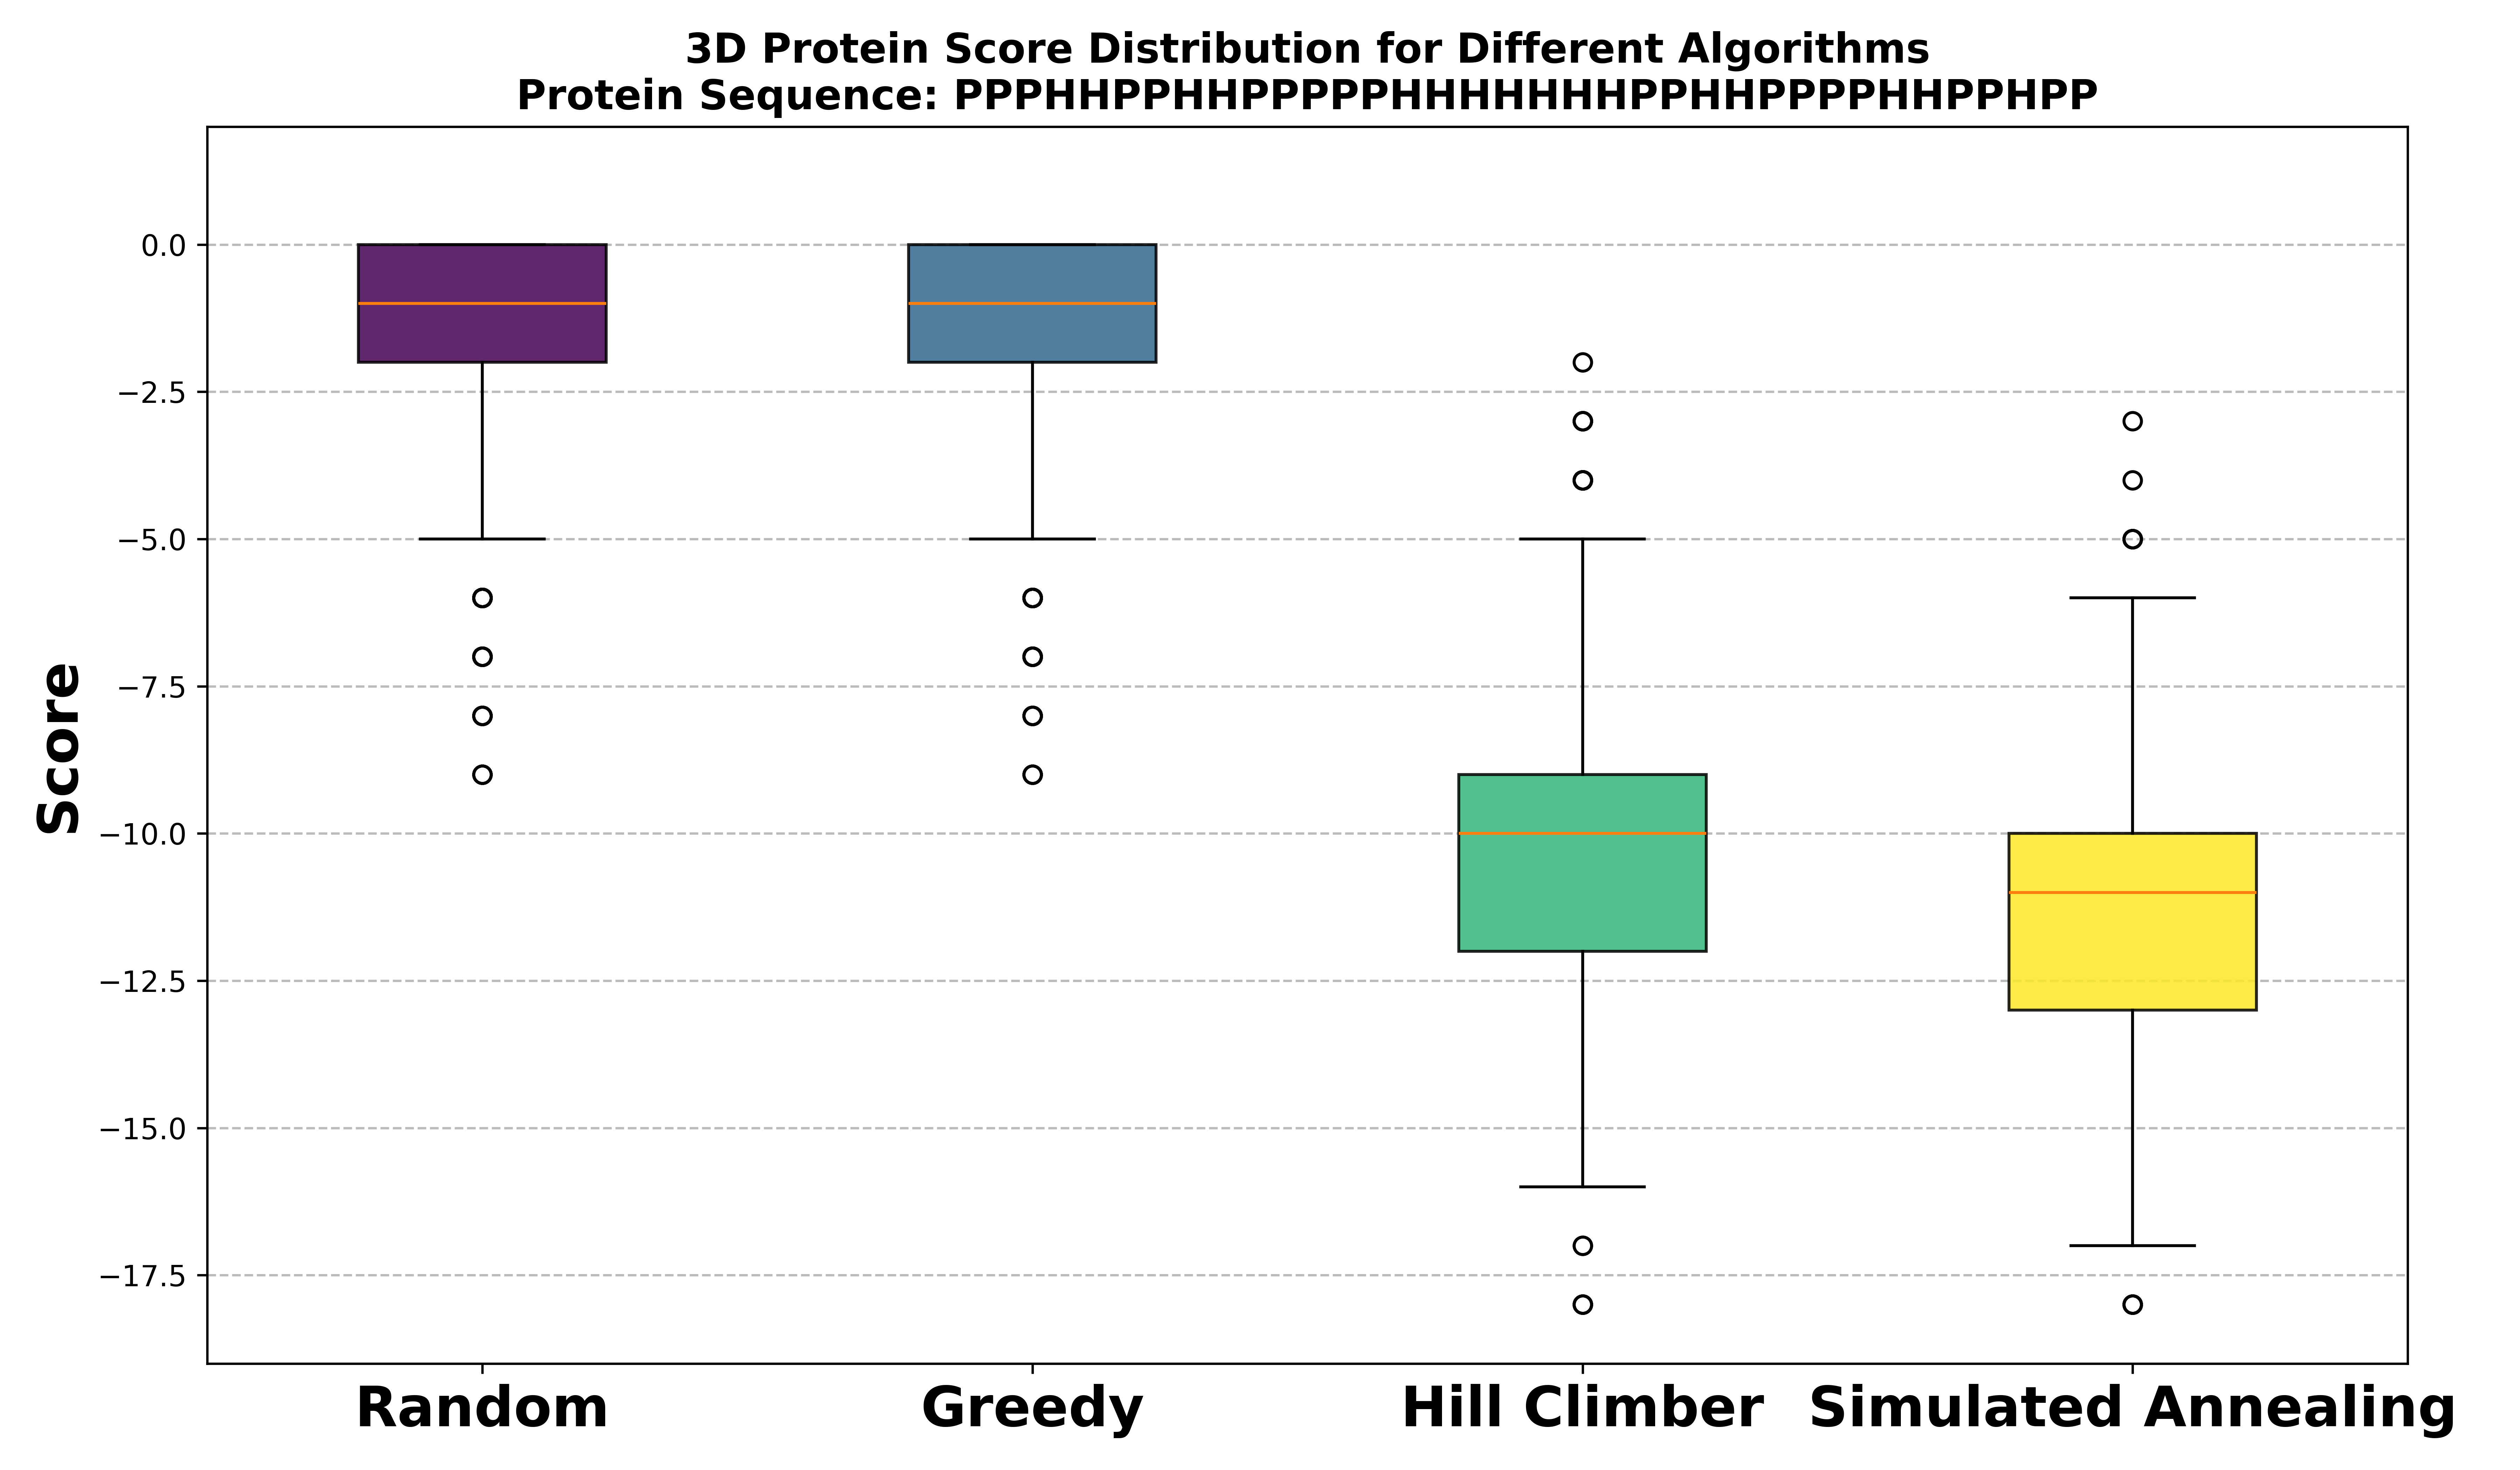 3D Protein Score Distribution for Different Algorithms
Protein Sequence: PPPHHPPHHPPPPPHHHHHHHPPHHPPPPHHPPHPP
0.0
−2.5
−5.0
−7.5
−10.0
−12.5
−15.0
−17.5
Score
Random
Greedy
Hill Climber
Simulated Annealing